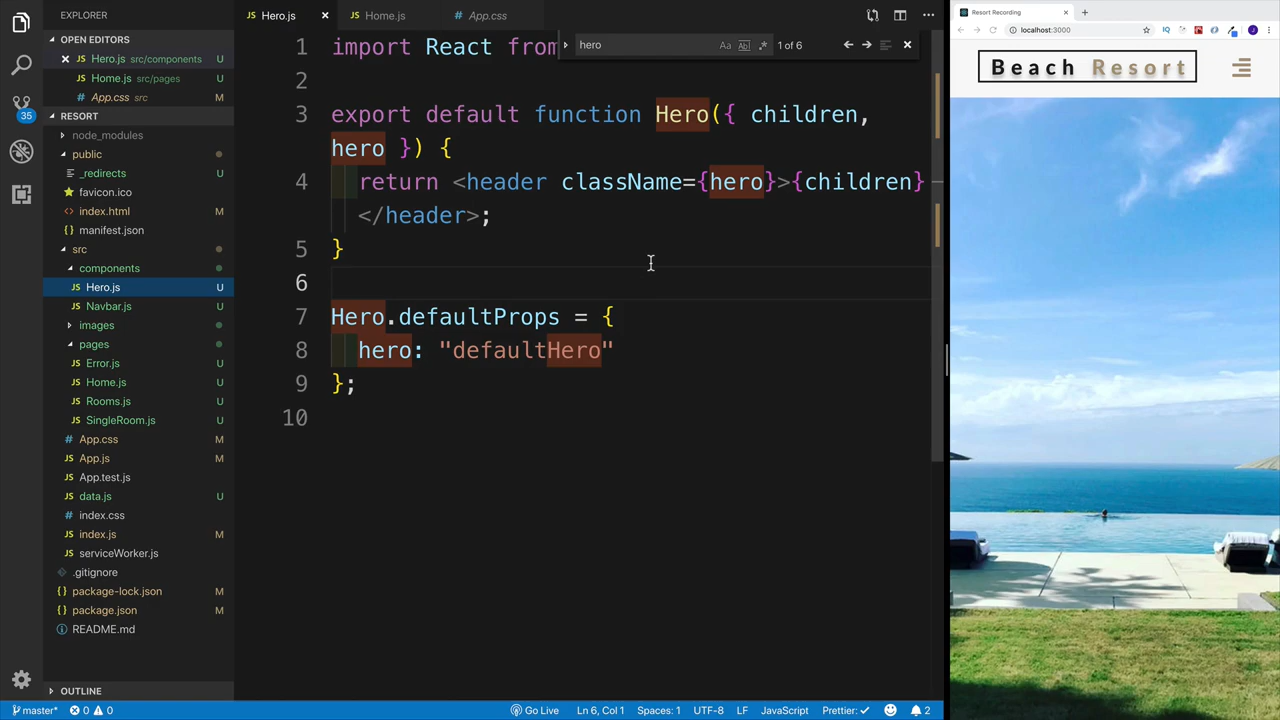 EXPLORER
OPEN EDITORS
JS Hero.js src/components U
JS Home.js src/pages U
App.css src M
RESORT
node_modules
public
_redirects U
favicon.ico U
index.html U
manifest.json U
src
components
JS Hero.js U
JS Navbar.js U
images
pages
JS Error.js U
JS Home.js U
JS Rooms.js U
JS SingleRoom.js U
App.css M
JS App.js M
JS App.test.js
JS data.js U
index.css
JS index.js M
JS serviceWorker.js
.gitignore
package-lock.json M
package.json M
README.md
OUTLINE
35
JS Hero.js
JS Home.js
App.css
hero
Aa Abl .* 1 of 6
1 import React from
2
3 export default function Hero({ children,
hero }) {
4 return <header className={hero}>{children}
</header>;
5 }
6
7 Hero.defaultProps = {
8 hero: "defaultHero"
9 };
10
master* 0 0
Go Live Ln 6, Col 1 Spaces: 1 UTF-8 LF JavaScript Prettier: 2
Resort Recording
localhost:3000
IQ
J
Beach Resort